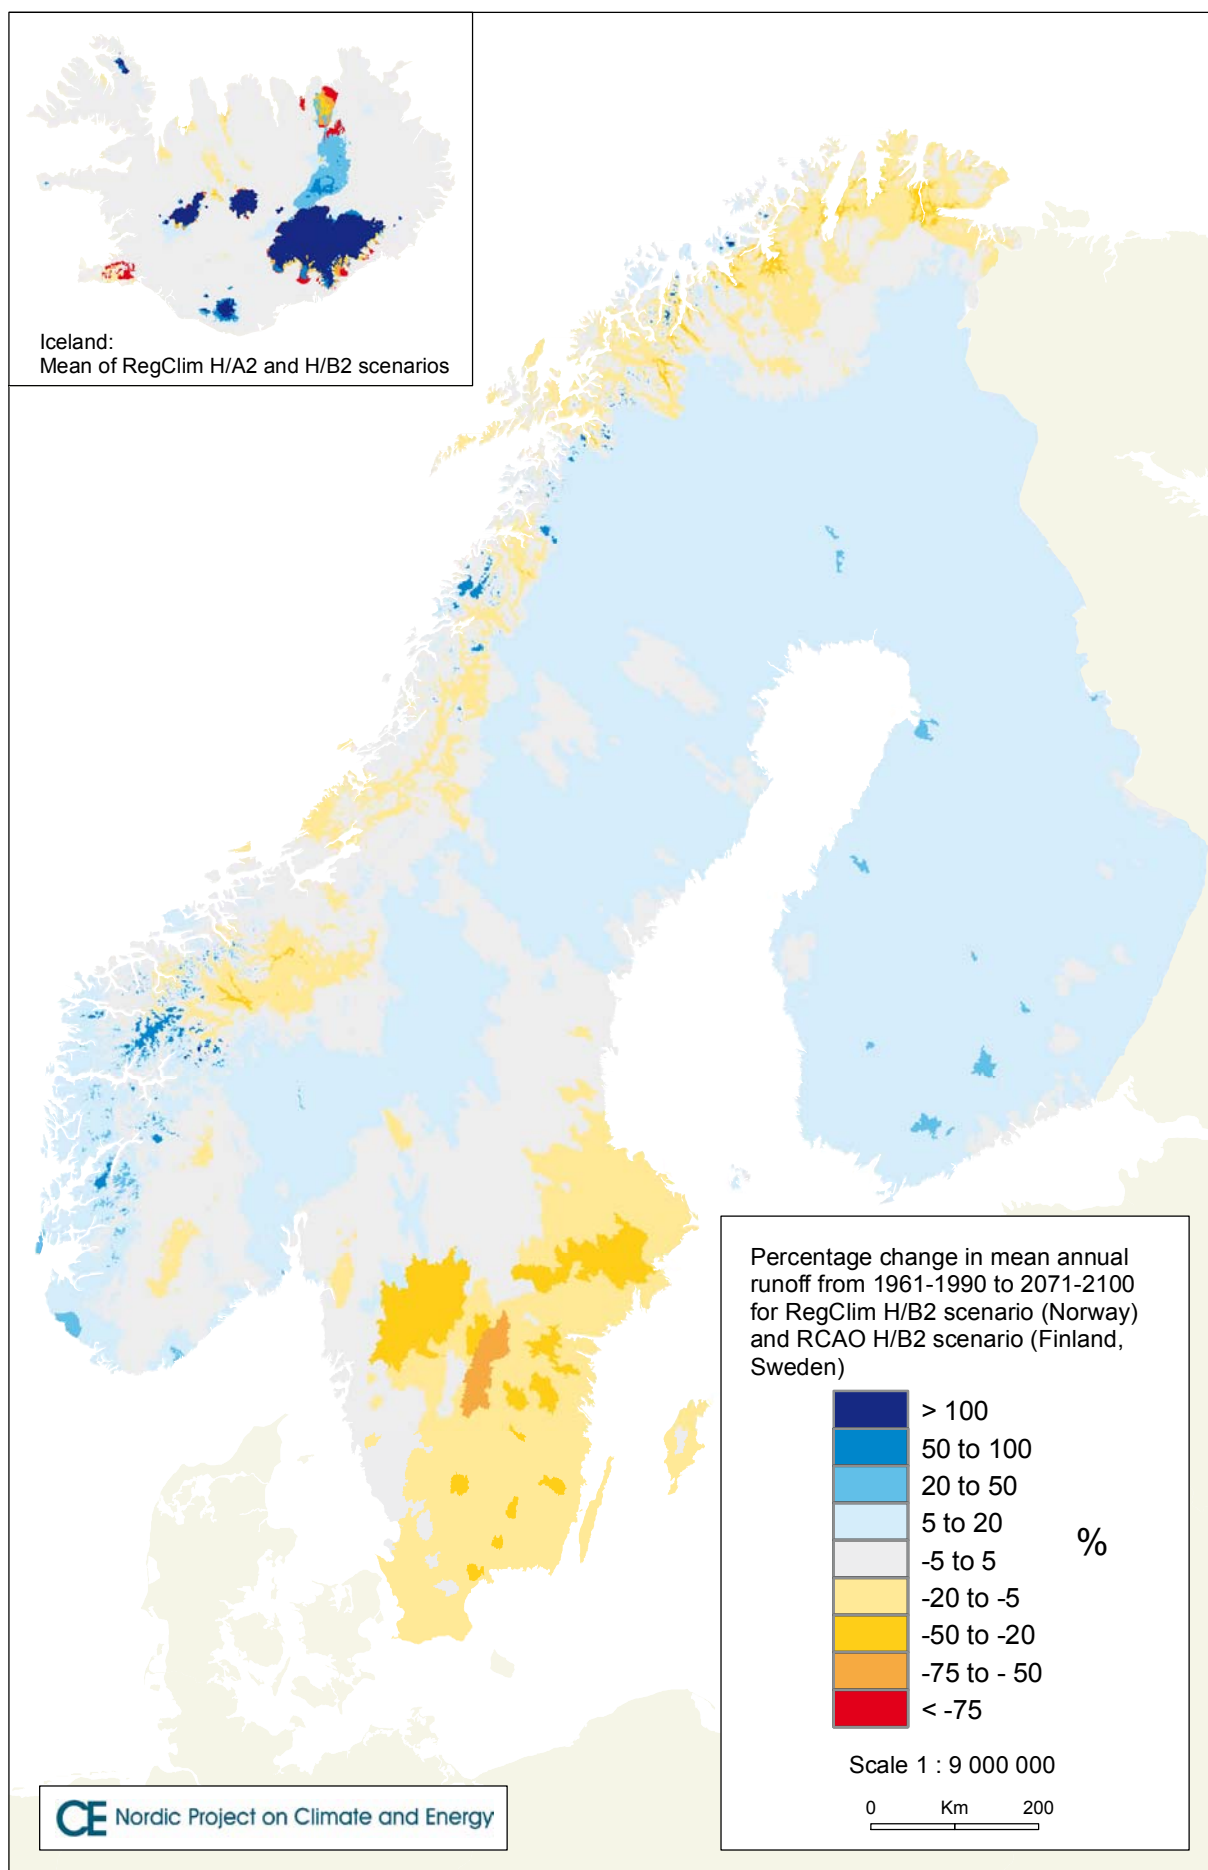 Iceland:
Mean of RegClim H/A2 and H/B2 scenarios
Percentage change in mean annual
runoff from 1961-1990 to 2071-2100
for RegClim H/B2 scenario (Norway)
and RCAO H/B2 scenario (Finland,
Sweden)
> 100
50 to 100
20 to 50
5 to 20
-5 to 5
-20 to -5
-50 to -20
-75 to - 50
< -75
%
Scale 1 : 9 000 000
0 Km 200
CE Nordic Project on Climate and Energy